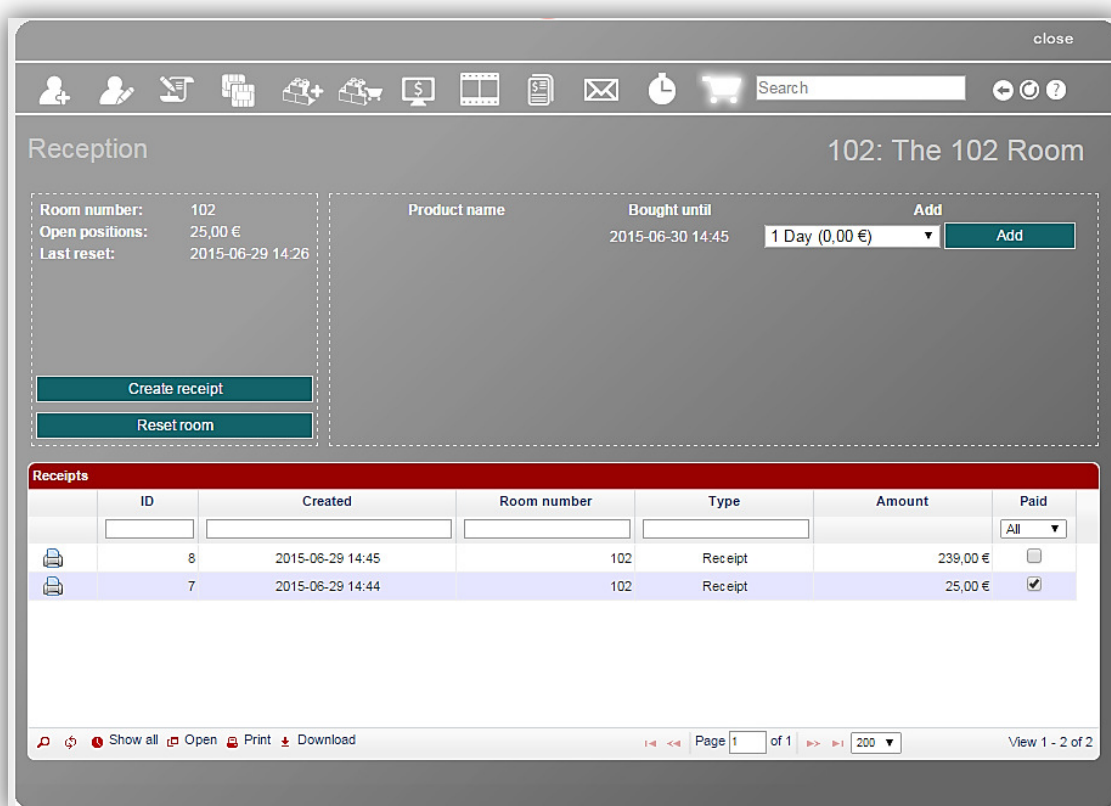 close
Search
?
Reception
102: The 102 Room
Room number: 102
Open positions: 25,00 €
Last reset: 2015-06-29 14:26
Create receipt
Reset room
Product name Bought until Add
2015-06-30 14:45 1 Day (0,00 €) Add
Receipts
ID Created Room number Type Amount Paid
All
8 2015-06-29 14:45 102 Receipt 239,00 €
7 2015-06-29 14:44 102 Receipt 25,00 €
Show all Open Print Download Page 1 of 1 200 View 1 - 2 of 2